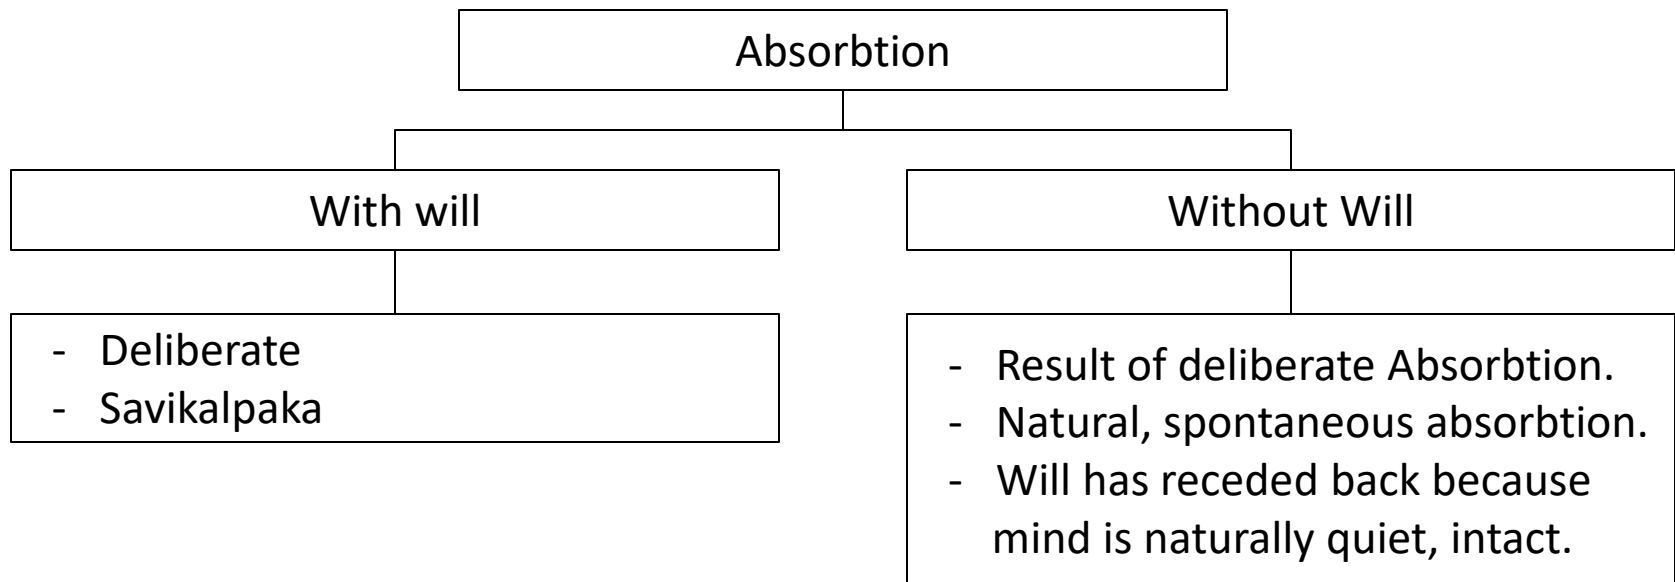 Absorbtion
With will
Without Will
- Deliberate
- Savikalpaka
- Result of deliberate Absorbtion.
- Natural, spontaneous absorbtion.
- Will has receded back because
mind is naturally quiet, intact.